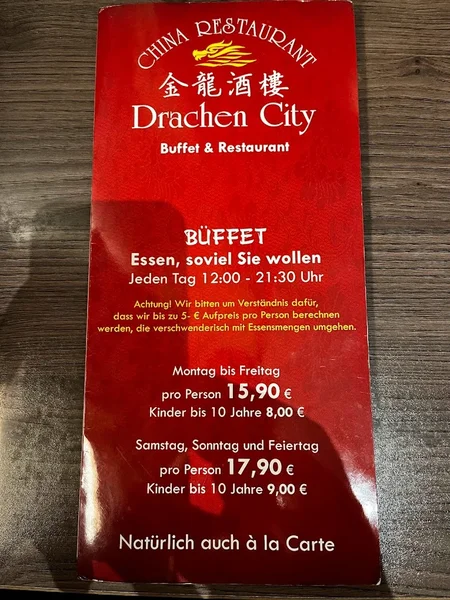 CHINA RESTAURANT
金龍酒樓
Drachen City
Buffet & Restaurant
BÜFFET
Essen, soviel Sie wollen
Jeden Tag 12:00 - 21:30 Uhr
Achtung! Wir bitten um Verständnis dafür,
dass wir bis zu 5- € Aufpreis pro Person berechnen
werden, die verschwenderisch mit Essensmengen umgehen.
Montag bis Freitag
pro Person 15,90 €
Kinder bis 10 Jahre 8,00 €
Samstag, Sonntag und Feiertag
pro Person 17,90 €
Kinder bis 10 Jahre 9,00 €
Natürlich auch à la Carte